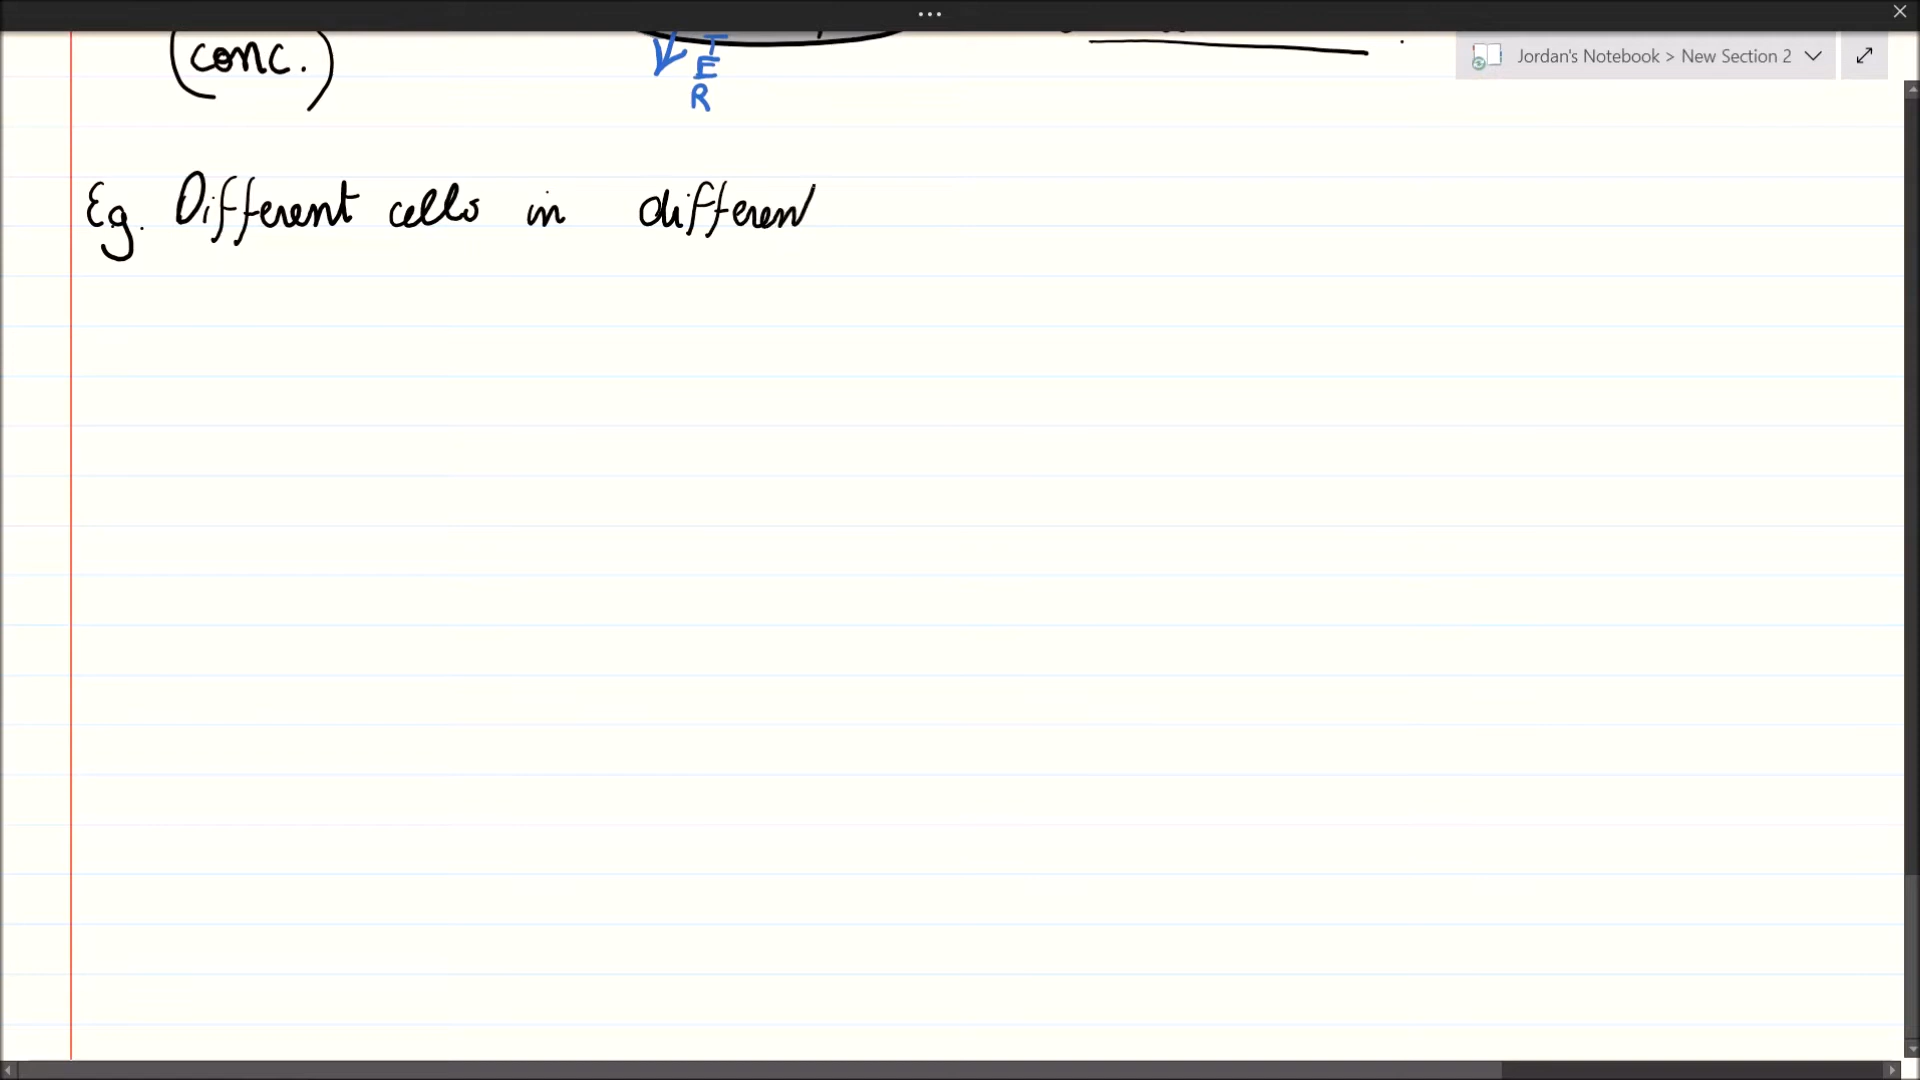 Jordan's Notebook > New Section 2
(conc.)
T
E
R
Eg. Different cells in differen